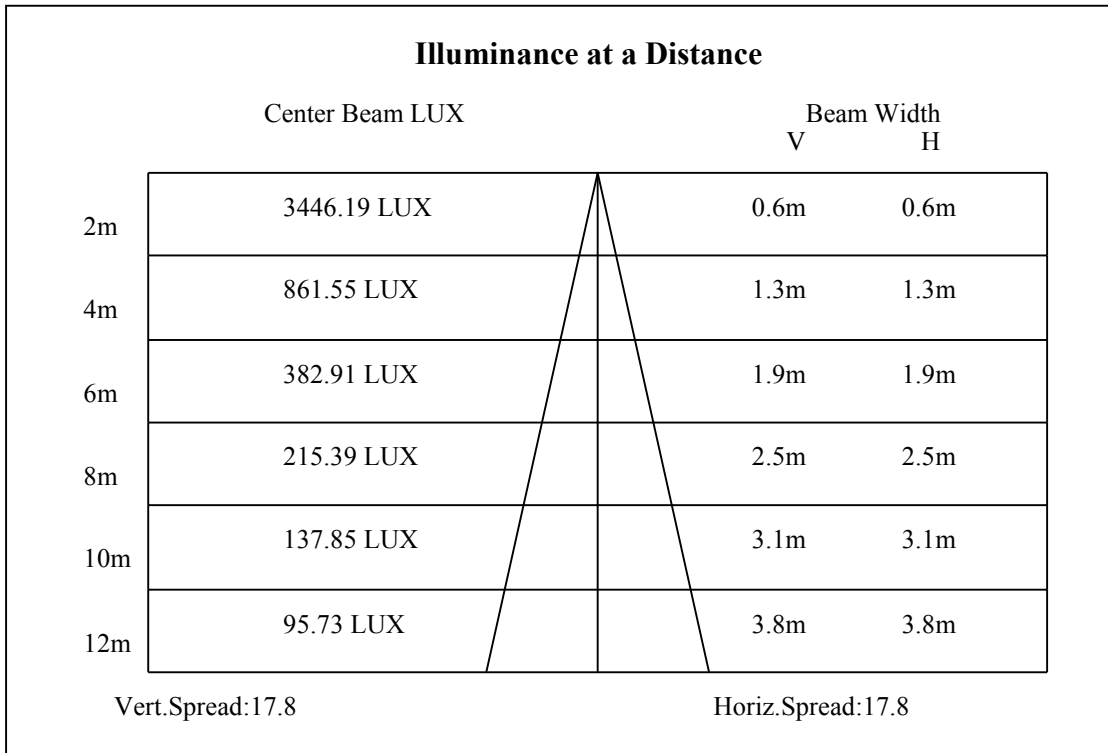 Illuminance at a Distance
Center Beam LUX Beam Width
V H
2m 3446.19 LUX 0.6m 0.6m
4m 861.55 LUX 1.3m 1.3m
6m 382.91 LUX 1.9m 1.9m
8m 215.39 LUX 2.5m 2.5m
10m 137.85 LUX 3.1m 3.1m
12m 95.73 LUX 3.8m 3.8m
Vert.Spread:17.8 Horiz.Spread:17.8